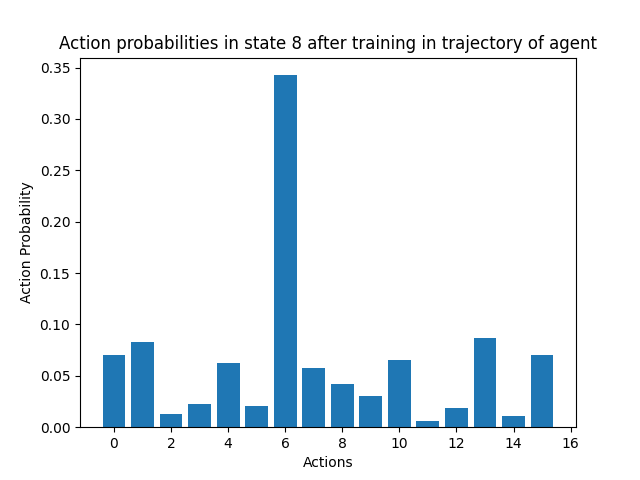 Action probabilities in state 8 after training in trajectory of agent
0.35
0.30
0.25
0.20
0.15
0.10
0.05
0.00
Action Probability
0 2 4 6 8 10 12 14 16
Actions